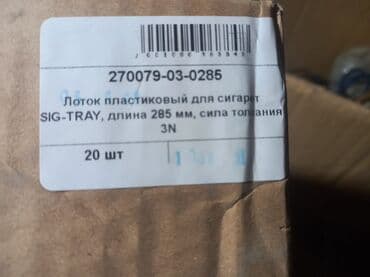 270079-03-0285
Лоток пластиковый для сигарет
SIG-TRAY, длина 285 мм, сила толкания
3N
20 шт